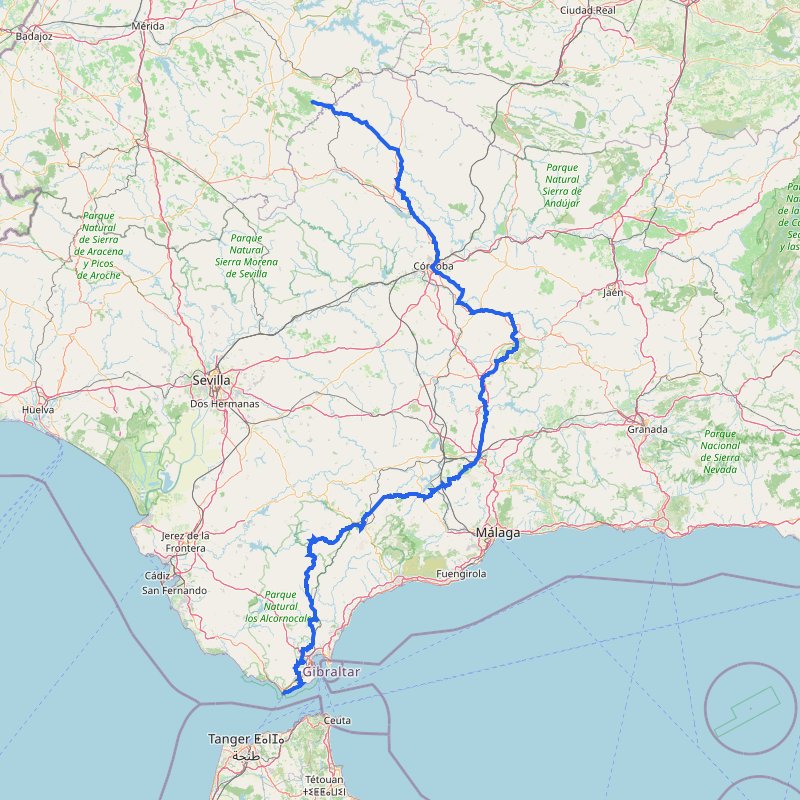 Ciudad Real
Mérida
Badajoz
Parque
Natural
Sierra de
Andújar
Parque
Natural
de Sierra
de Aracena
y Picos
de Aroche
Parque
Natural
Sierra Morena
de Sevilla
Córdoba
Jaén
Sevilla
Dos Hermanas
Huelva
Granada
Parque
Nacional
de Sierra
Nevada
Jerez de la
Frontera
Málaga
Cádiz
San Fernando
Fuengirola
Parque
Natural
los Alcornocal
Gibraltar
Ceuta
Tanger ⵟⴰⵏⵊⴰ
طنجة
Tétouan